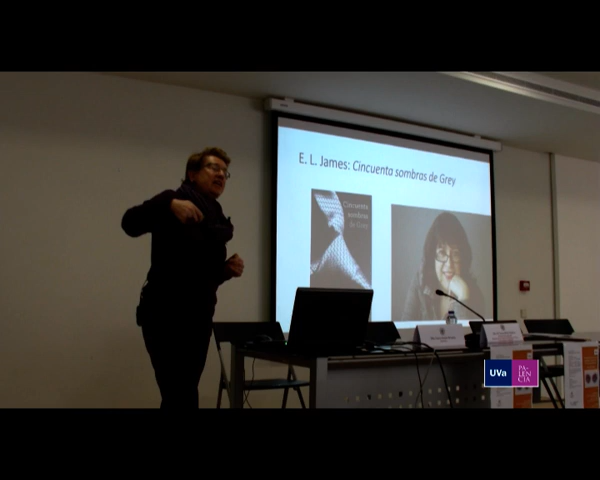 E. L. James: Cincuenta sombras de Grey
Cincuenta
sombras
de Grey
UVa
PA-
LEN
CIA